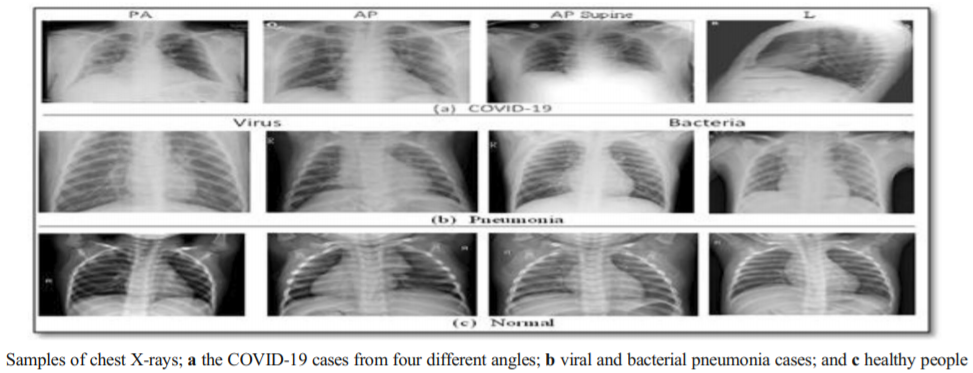 PA AP AP Supine L
(a) COVID-19
Virus Bacteria
(b) Pneumonia
(c) Normal
Samples of chest X-rays; a the COVID-19 cases from four different angles; b viral and bacterial pneumonia cases; and c healthy people